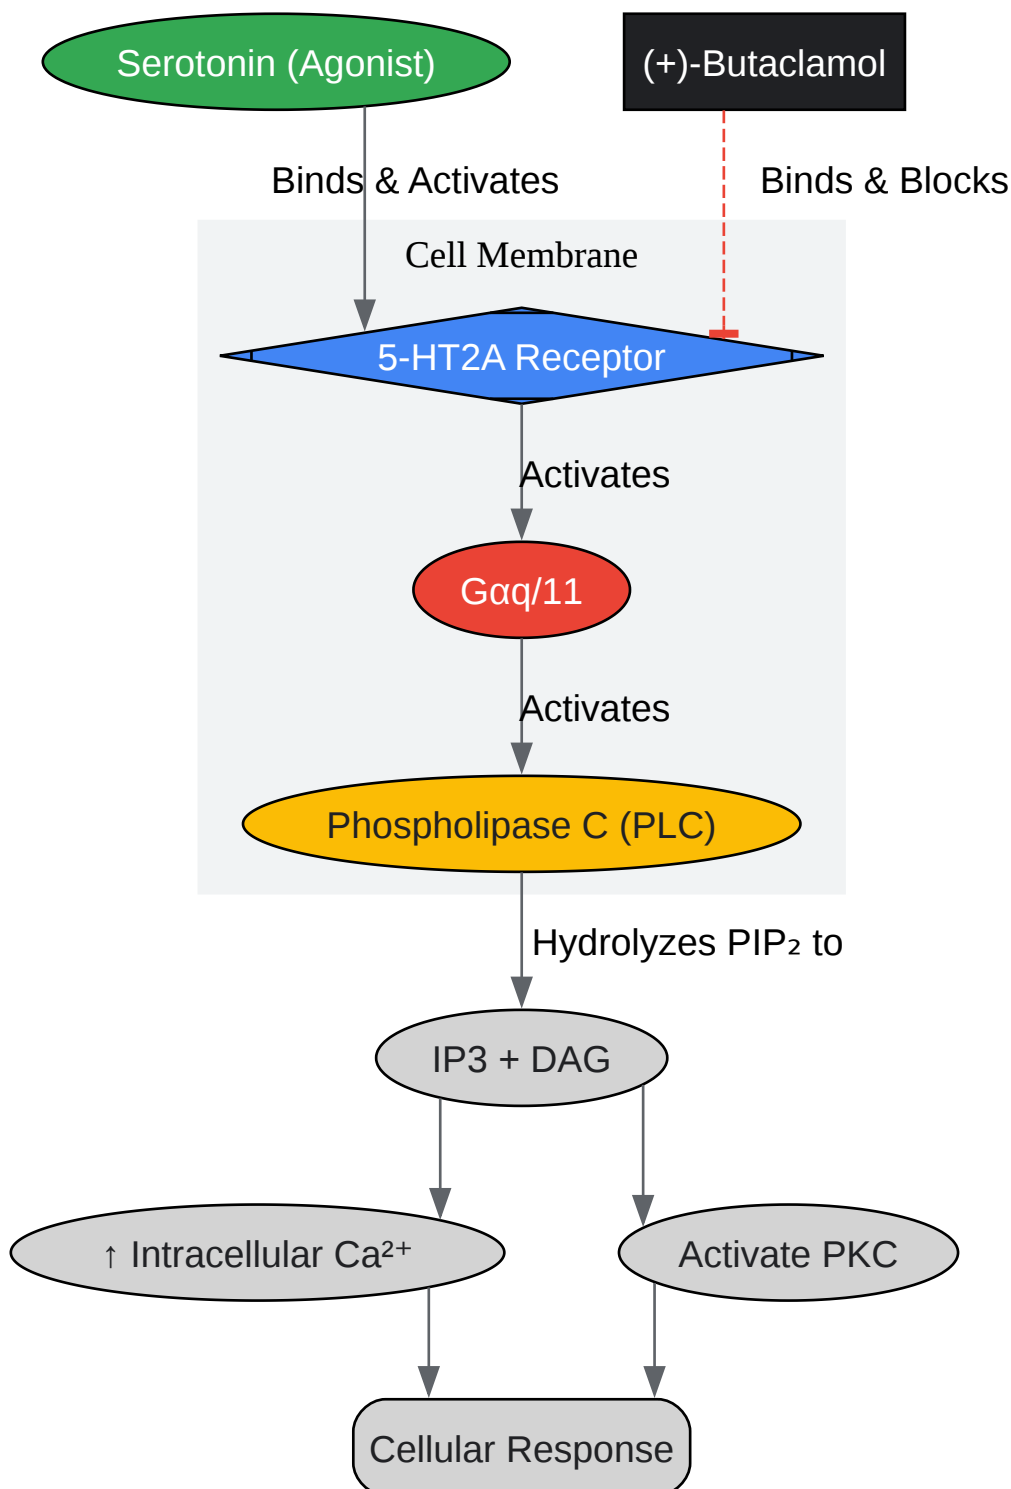 Serotonin (Agonist)
(+)-Butaclamol
Binds & Activates
Binds & Blocks
Cell Membrane
5-HT2A Receptor
Activates
Gαq/11
Activates
Phospholipase C (PLC)
Hydrolyzes PIP₂ to
IP3 + DAG
↑ Intracellular Ca²⁺
Activate PKC
Cellular Response